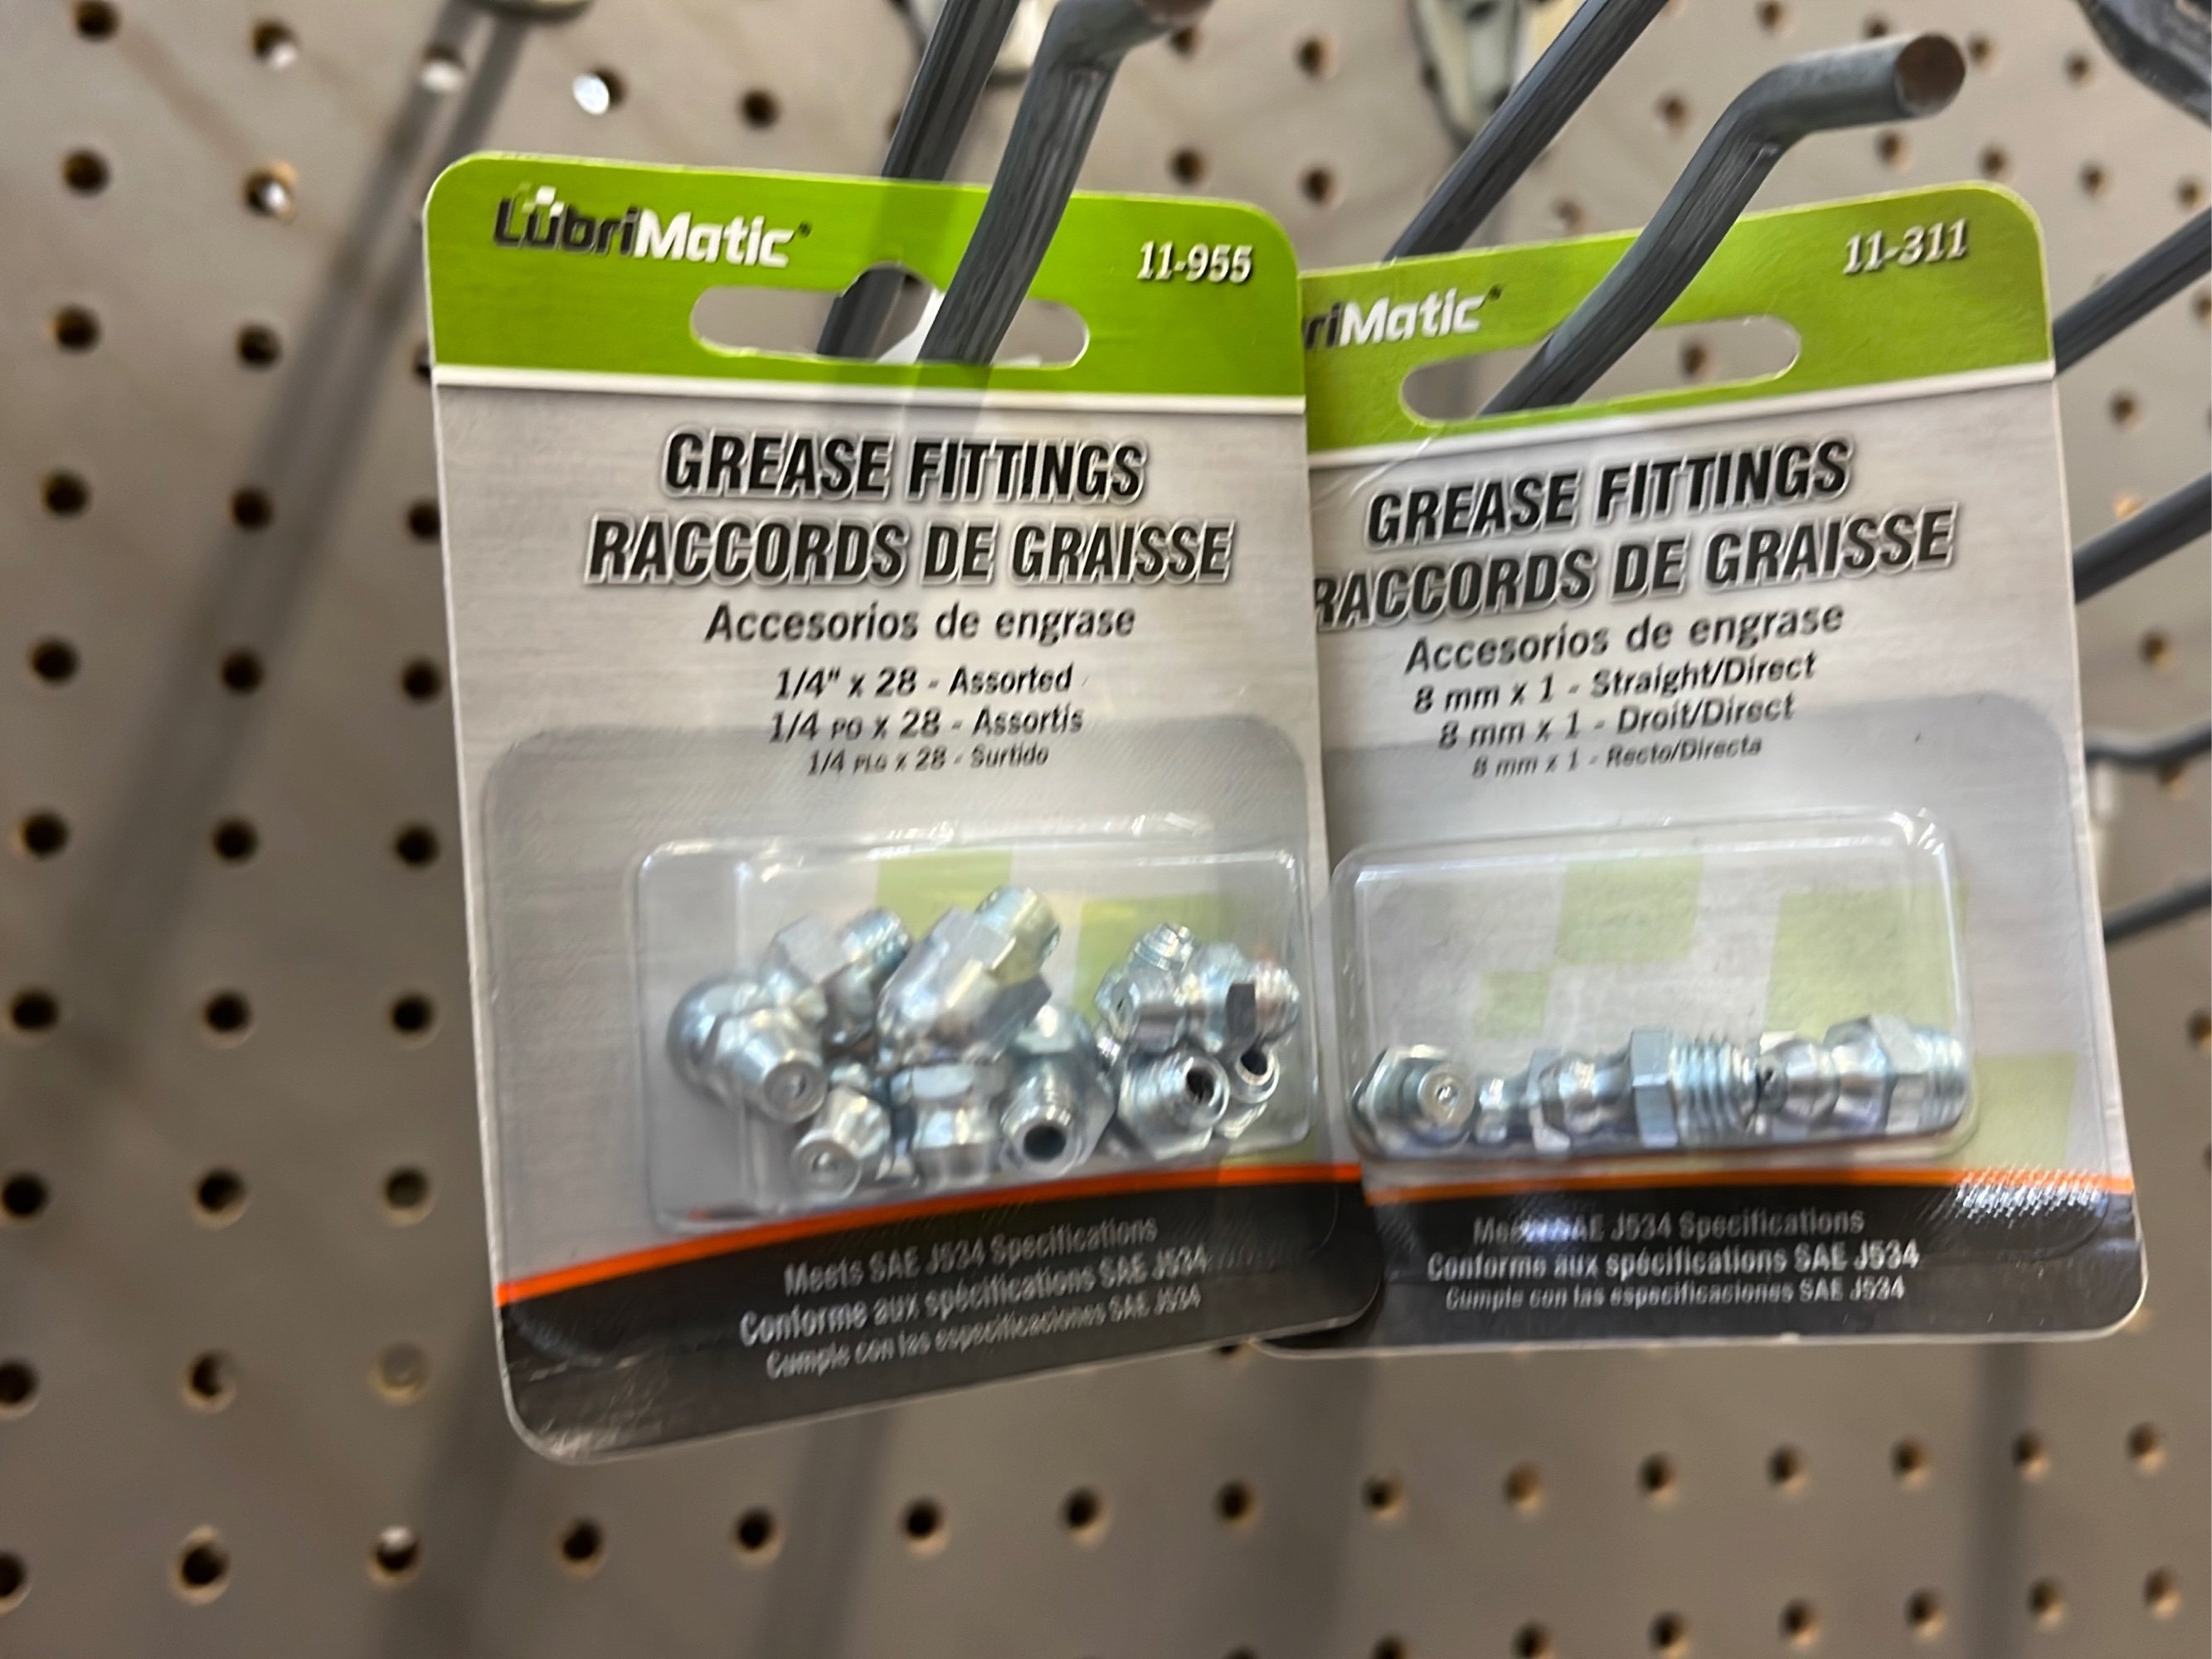 LubriMatic®
11-955
GREASE FITTINGS
RACCORDS DE GRAISSE
Accesorios de engrase
1/4" x 28 - Assorted
1/4 PO x 28 - Assortis
1/4 PLG x 28 - Surtido
Meets SAE J534 Specifications
Conforme aux spécifications SAE J534
Cumple con las especificaciones SAE J534
riMatic®
11-311
GREASE FITTINGS
RACCORDS DE GRAISSE
Accesorios de engrase
8 mm x 1 - Straight/Direct
8 mm x 1 - Droit/Direct
8 mm x 1 - Recto/Directa
Meets SAE J534 Specifications
Conforme aux spécifications SAE J534
Cumple con las especificaciones SAE J534